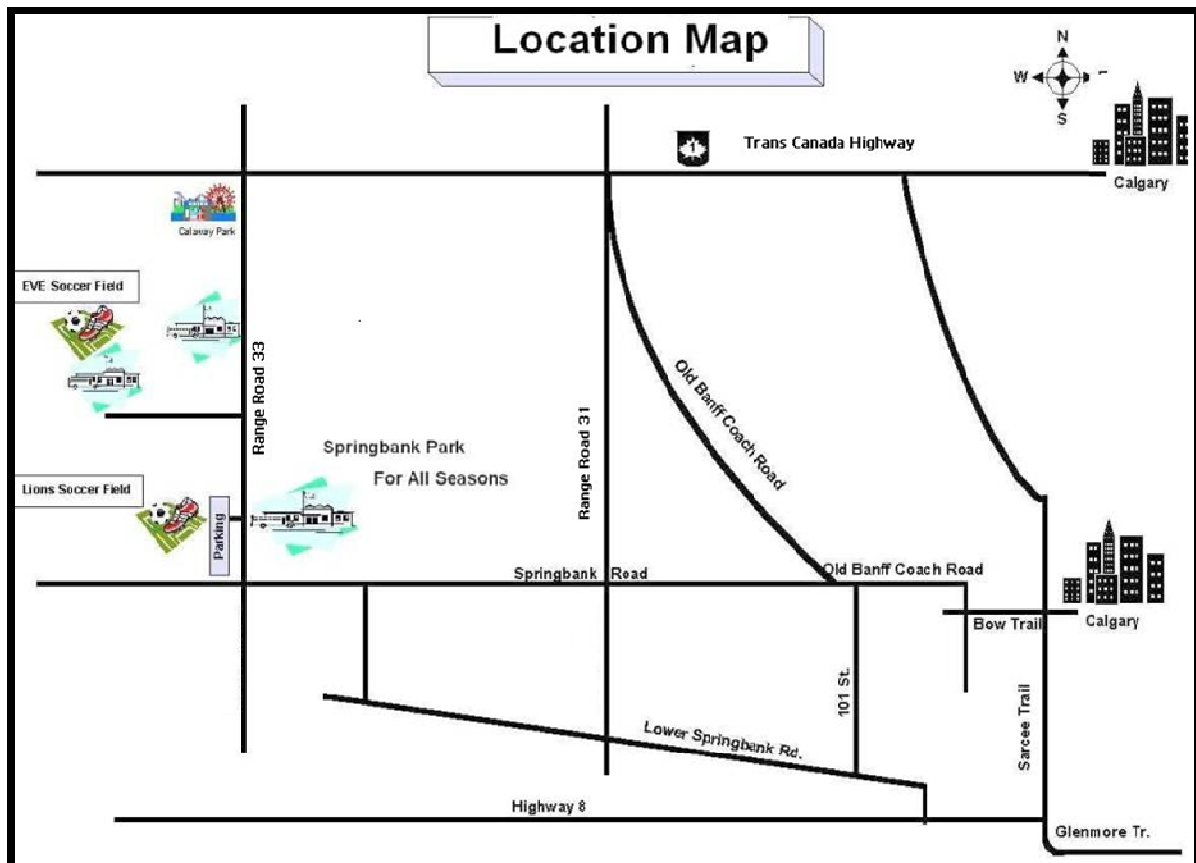 Location Map
N
W
S
1
Trans Canada Highway
Calgary
Calaway Park
EVE Soccer Field
Range Road 33
Old Banff Coach Road
Range Road 31
Springbank Park
For All Seasons
Lions Soccer Field
Parking
Springbank Road
Old Banff Coach Road
Bow Trail
Calgary
101 St.
Sarcee Trail
Lower Springbank Rd.
Highway 8
Glenmore Tr.